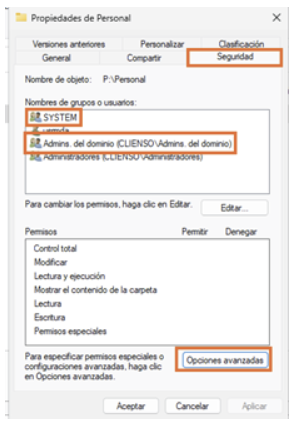 Propiedades de Personal
Versiones anteriores Personalizar Clasificación
General Compartir Seguridad
Nombre de objeto: P:\Personal
Nombres de grupos o usuarios:
SYSTEM
Admins. del dominio (CLIENSO\Admins. del dominio)
Administradores (CLIENSO\Administradores)
Para cambiar los permisos, haga clic en Editar. Editar...
Permisos Permitir Denegar
Control total
Modificar
Lectura y ejecución
Mostrar el contenido de la carpeta
Lectura
Escritura
Permisos especiales
Para especificar permisos especiales o
configuraciones avanzadas, haga clic
en Opciones avanzadas.
Opciones avanzadas
Aceptar Cancelar Aplicar